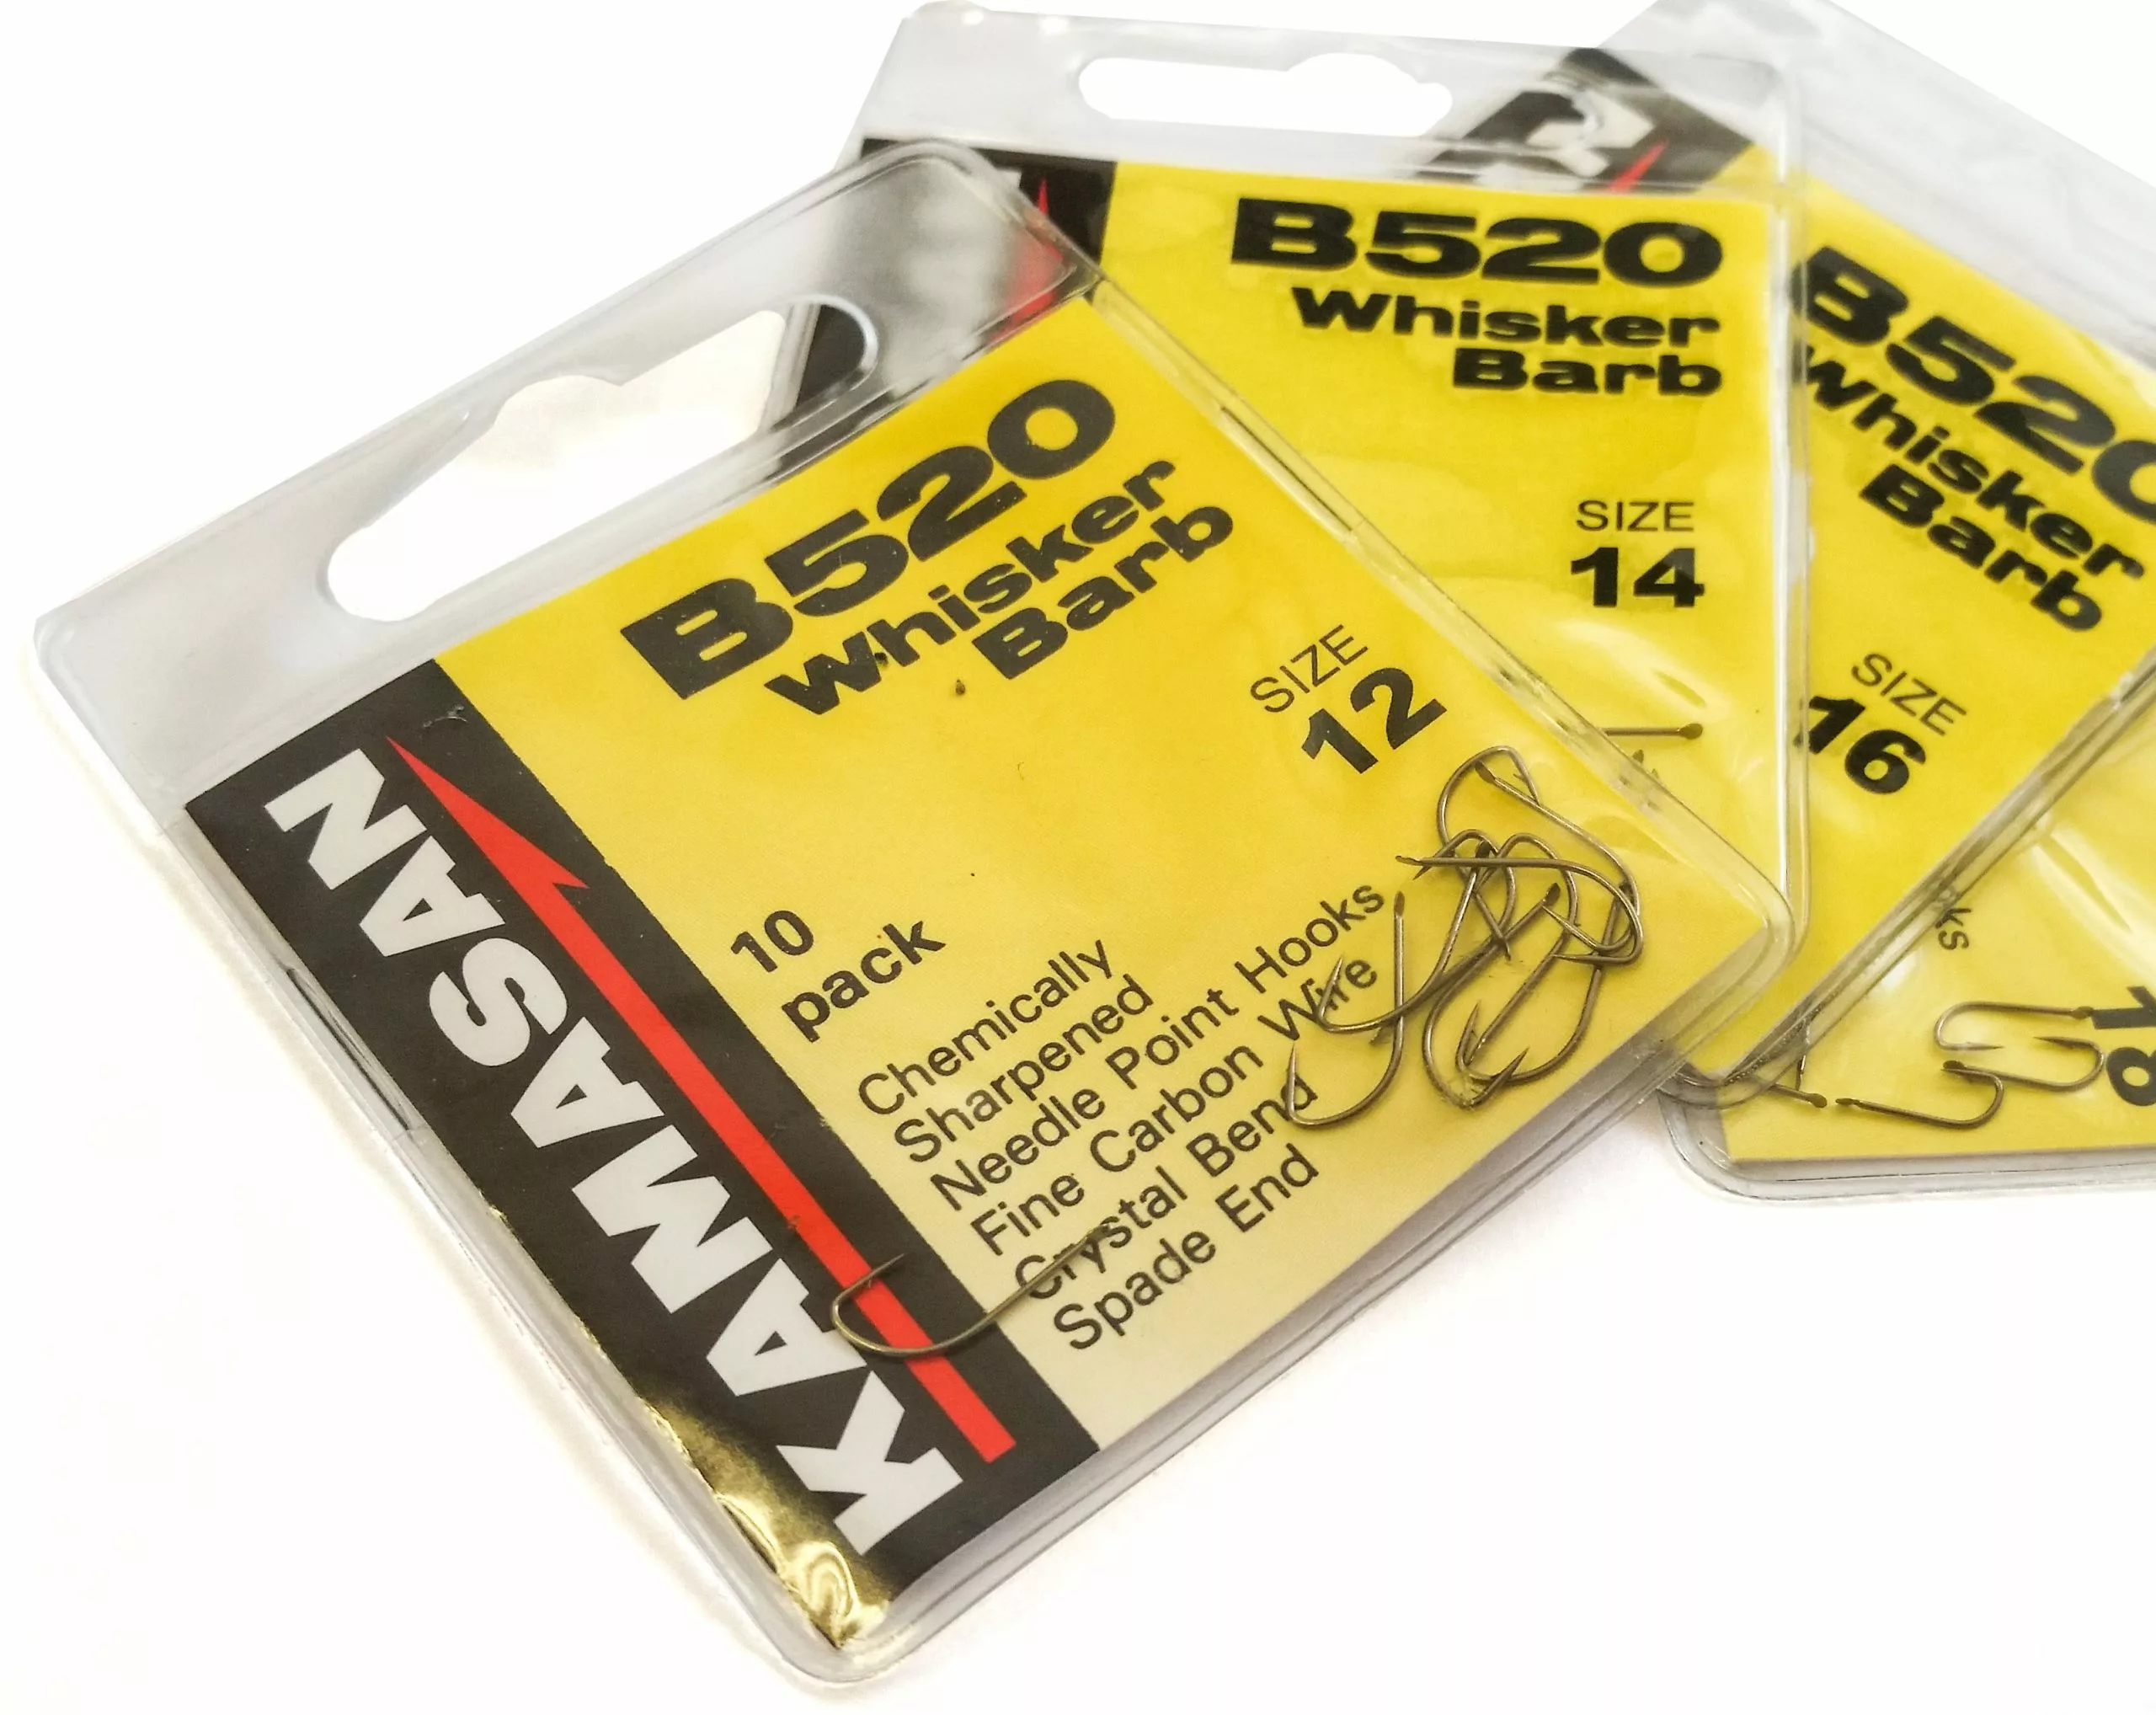 KAMASAN
B520
Whisker
Barb
SIZE
12
10
pack
Chemically
Sharpened
Needle Point Hooks
Fine Carbon Wire
Crystal Bend
Spade End
B520
Whisker
Barb
SIZE
14
B520
Whisker
Barb
SIZE
16
ks